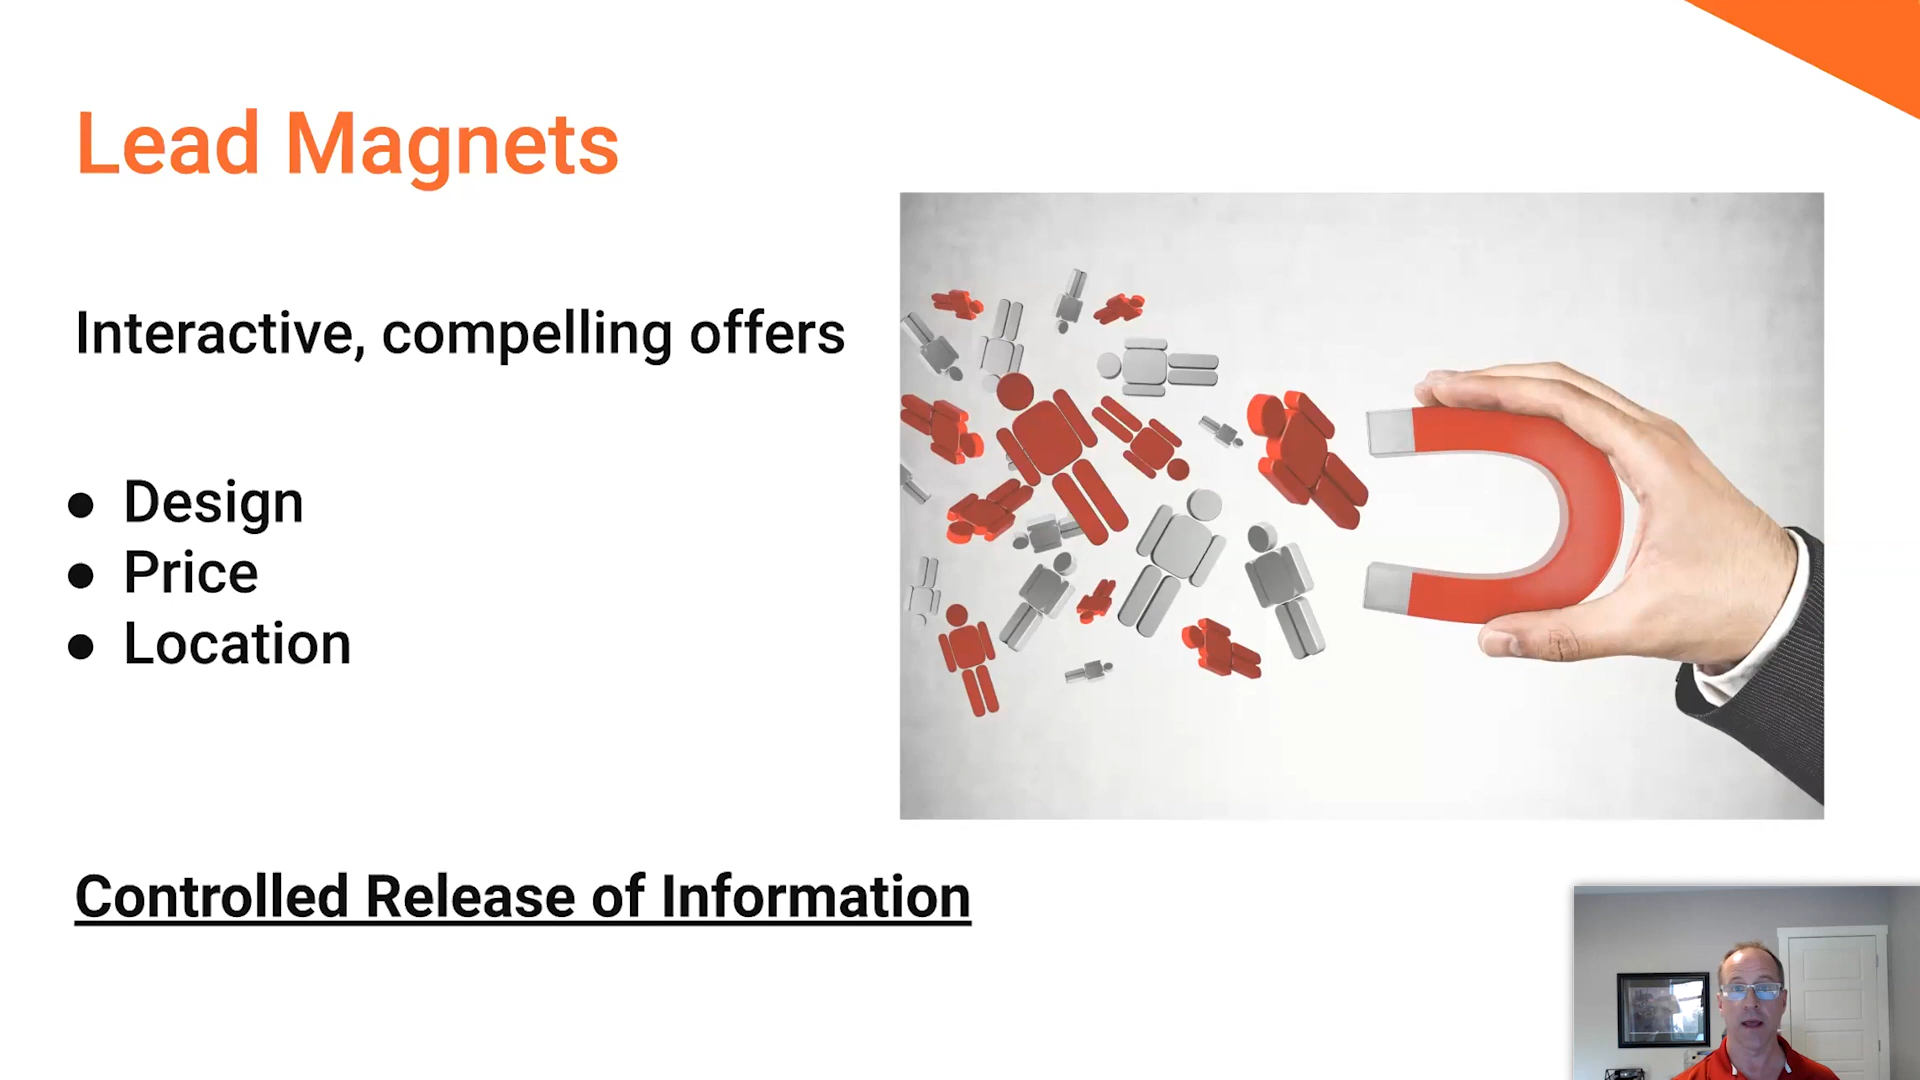 Lead Magnets
Interactive, compelling offers
● Design
● Price
● Location
Controlled Release of Information